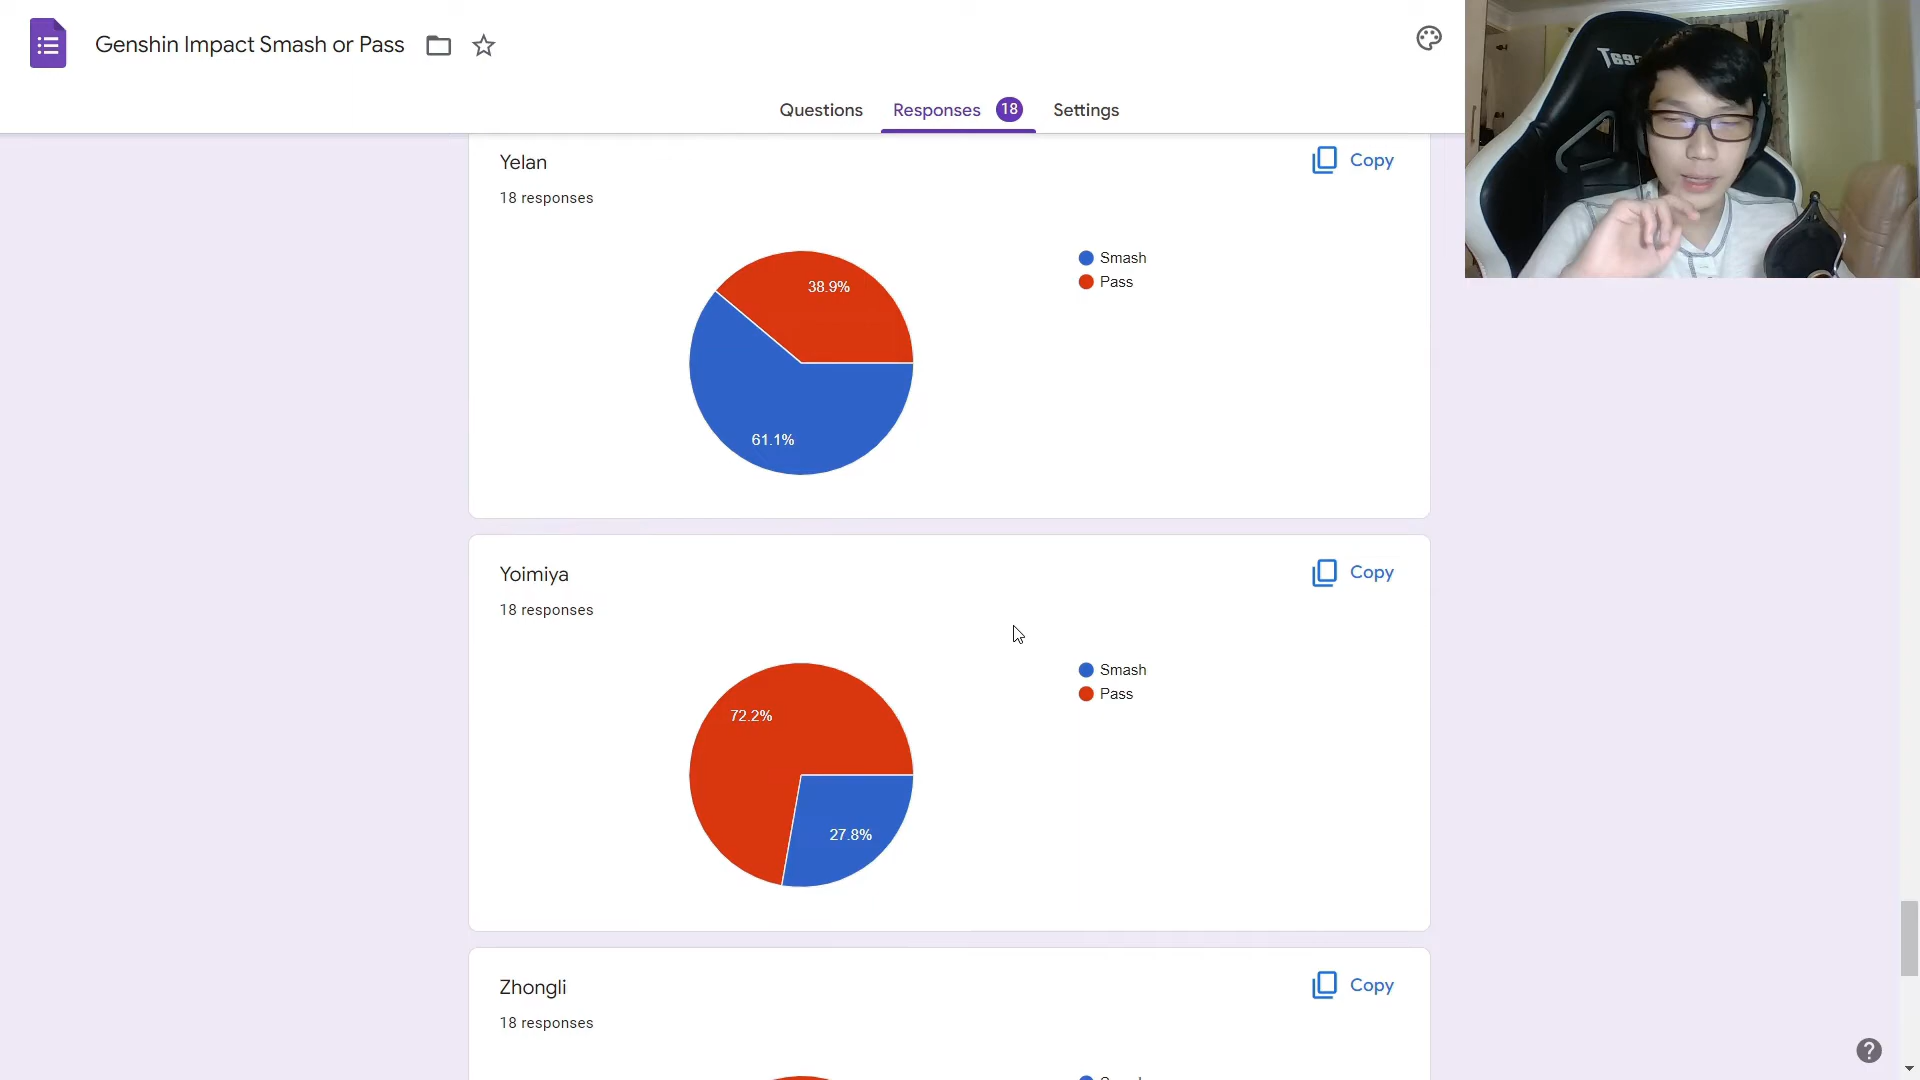 Genshin Impact Smash or Pass
Questions
Responses 18
Settings
Yelan
Copy
18 responses
Smash
Pass
38.9%
61.1%
Yoimiya
Copy
18 responses
Smash
Pass
72.2%
27.8%
Zhongli
Copy
18 responses